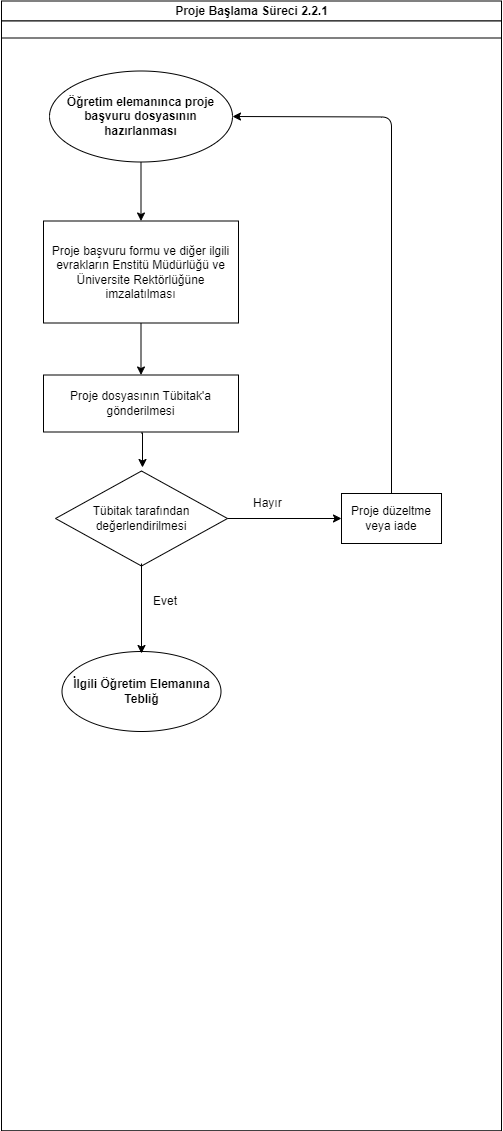 Proje Başlama Süreci 2.2.1
Öğretim elemanınca proje
başvuru dosyasının
hazırlanması
Proje başvuru formu ve diğer ilgili
evrakların Enstitü Müdürlüğü ve
Üniversite Rektörlüğüne
imzalatılması
Proje dosyasının Tübitak'a
gönderilmesi
Tübitak tarafından
değerlendirilmesi
Hayır
Proje düzeltme
veya iade
Evet
İlgili Öğretim Elemanına
Tebliğ